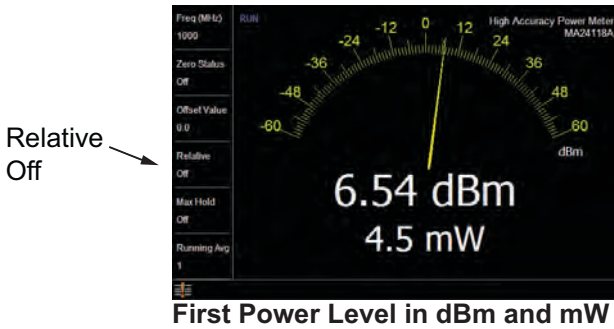 Relative
Off
Freq (MHz)
1000
Zero Status
Off
Offset Value
0.0
Relative
Off
Max Hold
Off
Running Avg
1
RUN
High Accuracy Power Meter
MA24118A
-60
-48
-36
-24
-12
0
12
24
36
48
60
dBm
6.54 dBm
4.5 mW
First Power Level in dBm and mW